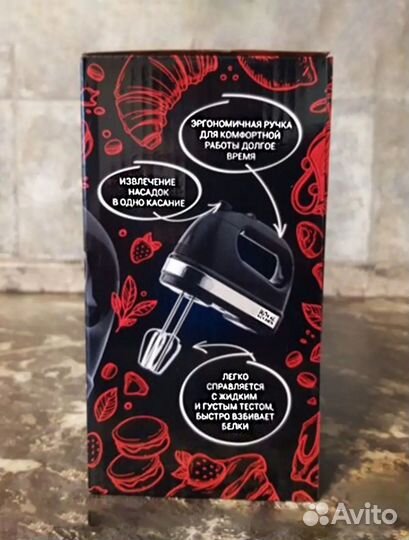 ЭРГОНОМИЧНАЯ РУЧКА
ДЛЯ КОМФОРТНОЙ
РАБОТЫ ДОЛГОЕ
ВРЕМЯ
ИЗВЛЕЧЕНИЕ
НАСАДОК
В ОДНО КАСАНИЕ
ЛЕГКО
СПРАВЛЯЕТСЯ
С ЖИДКИМ
И ГУСТЫМ ТЕСТОМ,
БЫСТРО ВЗБИВАЕТ
БЕЛКИ
Avito